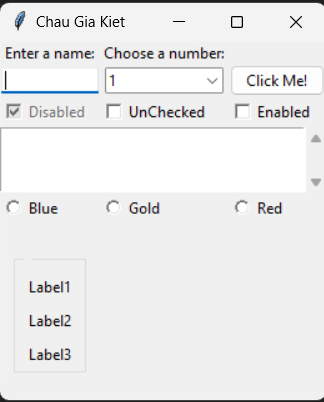 Chau Gia Kiet
Enter a name: Choose a number:
1 Click Me!
Disabled UnChecked Enabled
Blue Gold Red
Label1
Label2
Label3